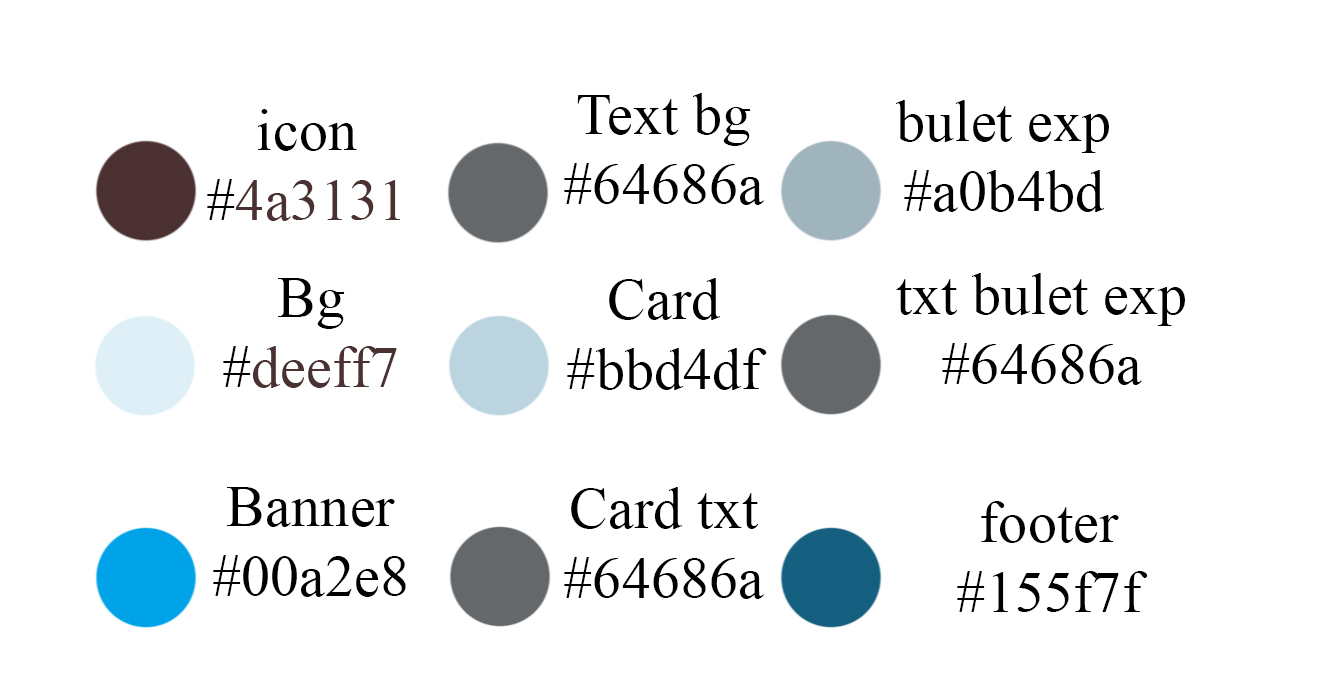 icon
#4a3131
Text bg
#64686a
bulet exp
#a0b4bd
Bg
#deeff7
Card
#bbd4df
txt bulet exp
#64686a
Banner
#00a2e8
Card txt
#64686a
footer
#155f7f